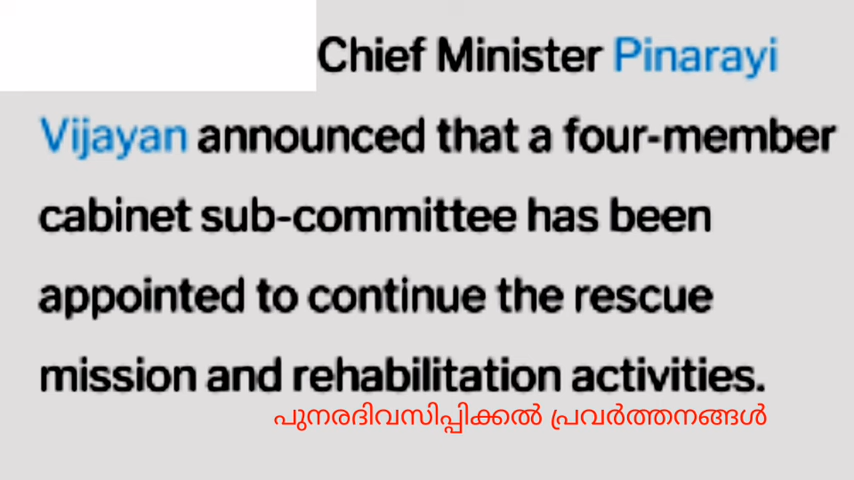 Chief Minister Pinarayi
Vijayan announced that a four-member
cabinet sub-committee has been
appointed to continue the rescue
mission and rehabilitation activities.
പുനരദിവസിപ്പിക്കൽ പ്രവർത്തനങ്ങൾ